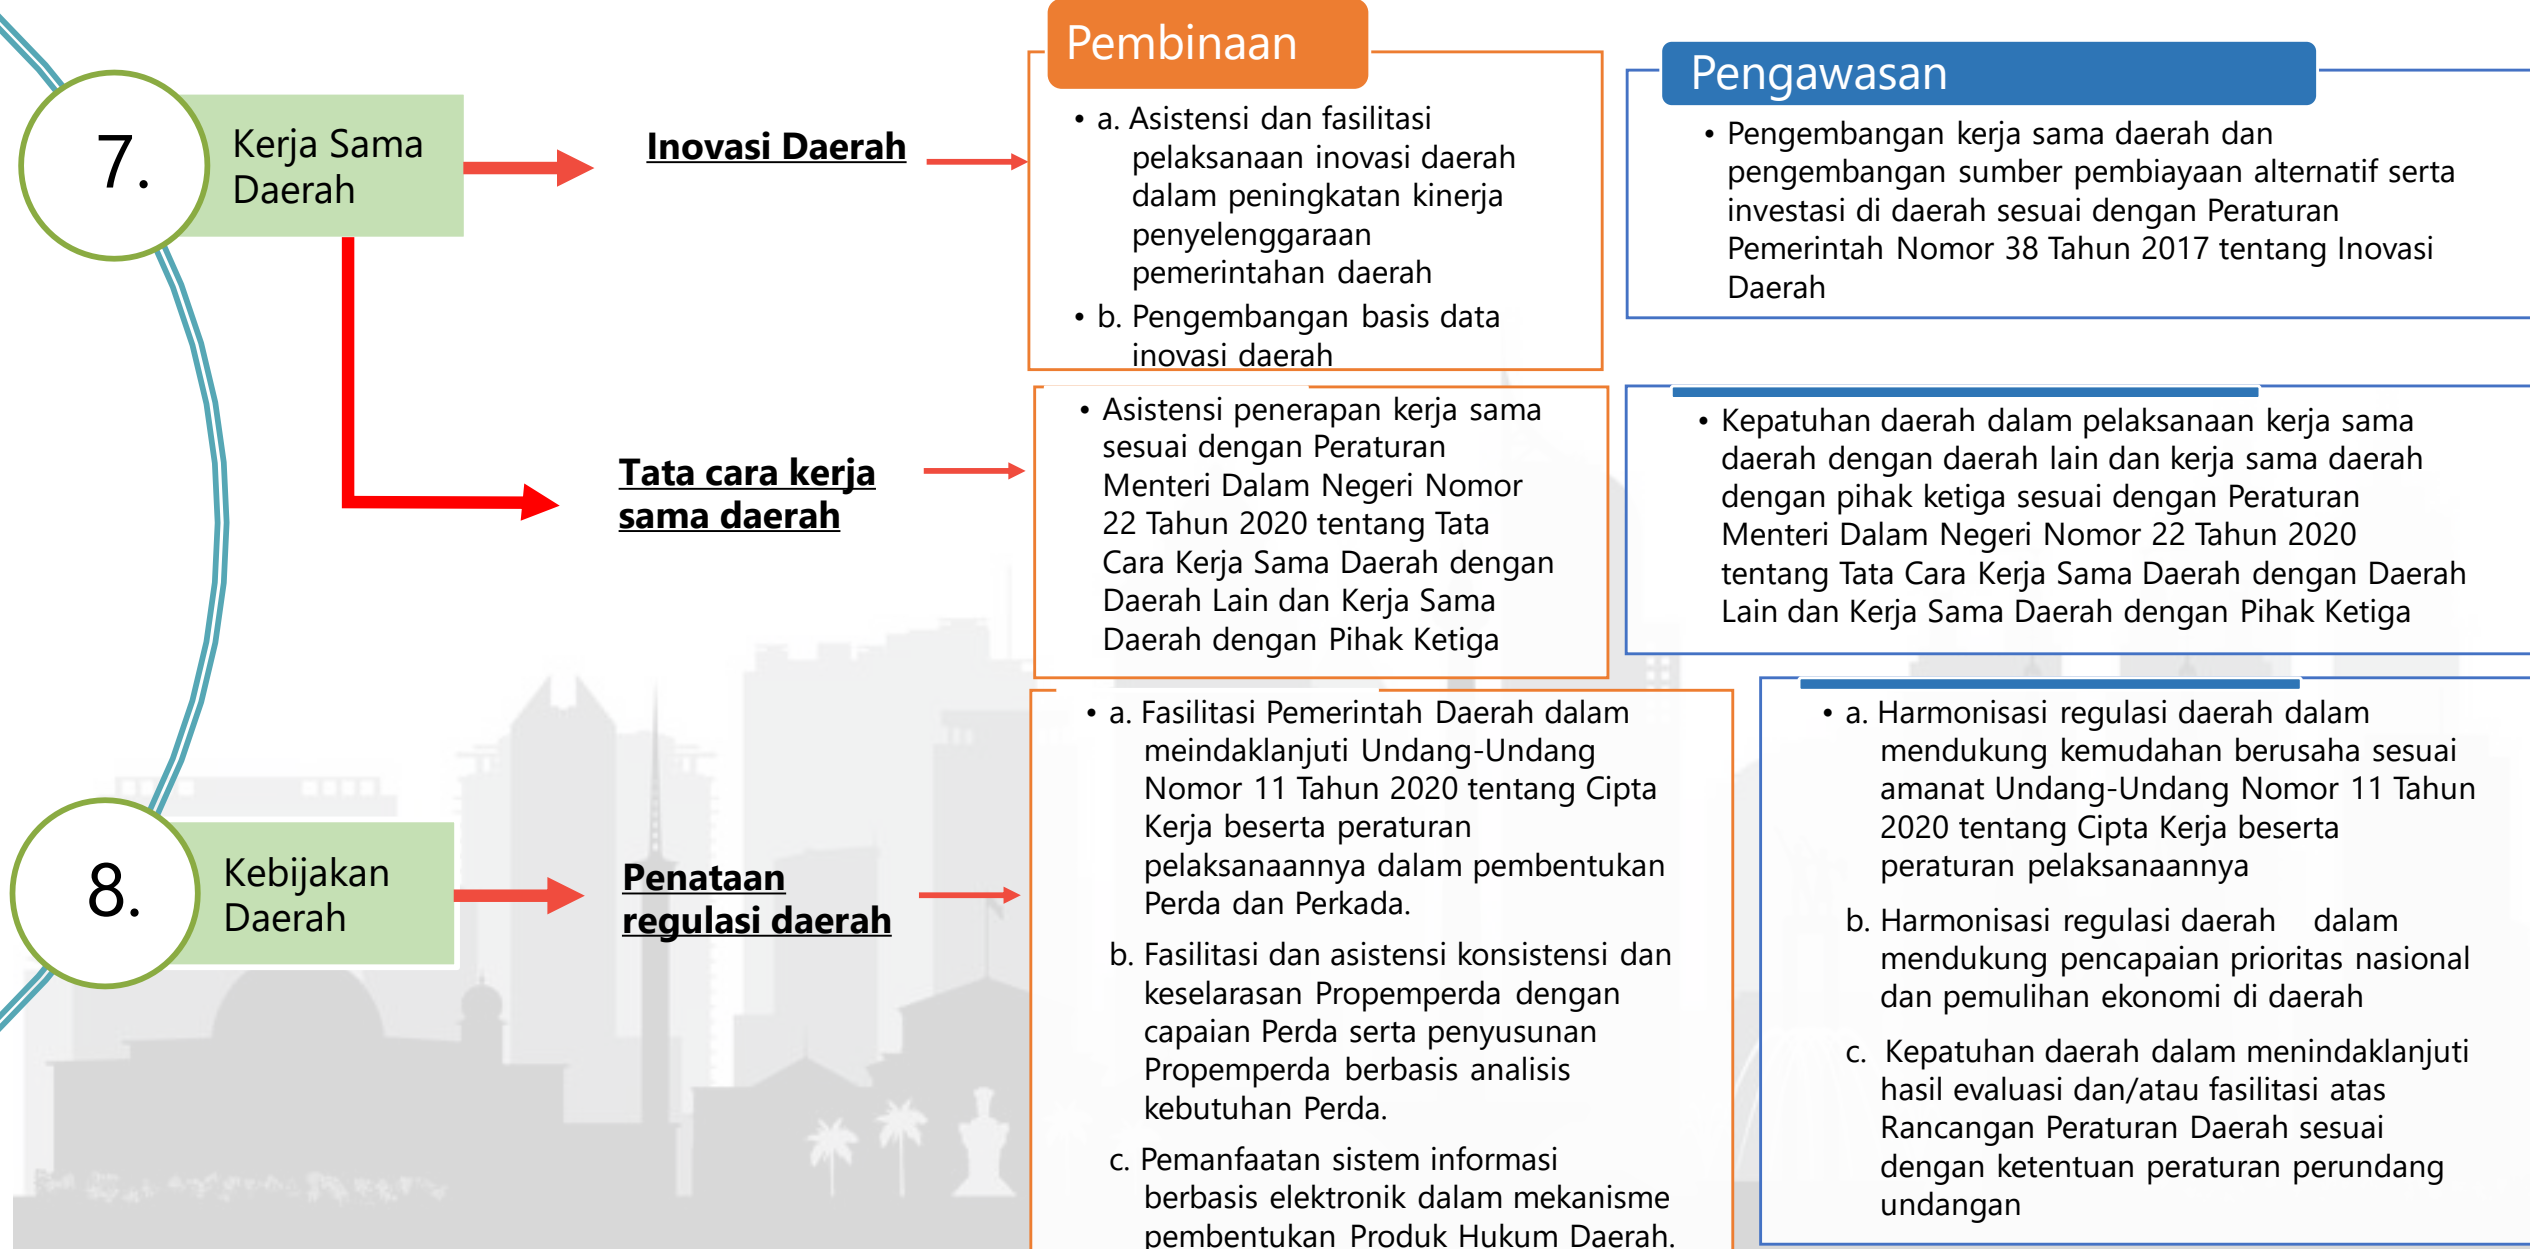 7.
Kerja Sama
Daerah
Inovasi Daerah
Pembinaan
• a. Asistensi dan fasilitasi
pelaksanaan inovasi daerah
dalam peningkatan kinerja
penyelenggaraan
pemerintahan daerah
• b. Pengembangan basis data
inovasi daerah
Pengawasan
• Pengembangan kerja sama daerah dan
pengembangan sumber pembiayaan alternatif serta
investasi di daerah sesuai dengan Peraturan
Pemerintah Nomor 38 Tahun 2017 tentang Inovasi
Daerah
Tata cara kerja
sama daerah
• Asistensi penerapan kerja sama
sesuai dengan Peraturan
Menteri Dalam Negeri Nomor
22 Tahun 2020 tentang Tata
Cara Kerja Sama Daerah dengan
Daerah Lain dan Kerja Sama
Daerah dengan Pihak Ketiga
• Kepatuhan daerah dalam pelaksanaan kerja sama
daerah dengan daerah lain dan kerja sama daerah
dengan pihak ketiga sesuai dengan Peraturan
Menteri Dalam Negeri Nomor 22 Tahun 2020
tentang Tata Cara Kerja Sama Daerah dengan Daerah
Lain dan Kerja Sama Daerah dengan Pihak Ketiga
8.
Kebijakan
Daerah
Penataan
regulasi daerah
• a. Fasilitasi Pemerintah Daerah dalam
meindaklanjuti Undang-Undang
Nomor 11 Tahun 2020 tentang Cipta
Kerja beserta peraturan
pelaksanaannya dalam pembentukan
Perda dan Perkada.
b. Fasilitasi dan asistensi konsistensi dan
keselarasan Propemperda dengan
capaian Perda serta penyusunan
Propemperda berbasis analisis
kebutuhan Perda.
c. Pemanfaatan sistem informasi
berbasis elektronik dalam mekanisme
pembentukan Produk Hukum Daerah.
• a. Harmonisasi regulasi daerah dalam
mendukung kemudahan berusaha sesuai
amanat Undang-Undang Nomor 11 Tahun
2020 tentang Cipta Kerja beserta
peraturan pelaksanaannya
b. Harmonisasi regulasi daerah dalam
mendukung pencapaian prioritas nasional
dan pemulihan ekonomi di daerah
c. Kepatuhan daerah dalam menindaklanjuti
hasil evaluasi dan/atau fasilitasi atas
Rancangan Peraturan Daerah sesuai
dengan ketentuan peraturan perundang
undangan